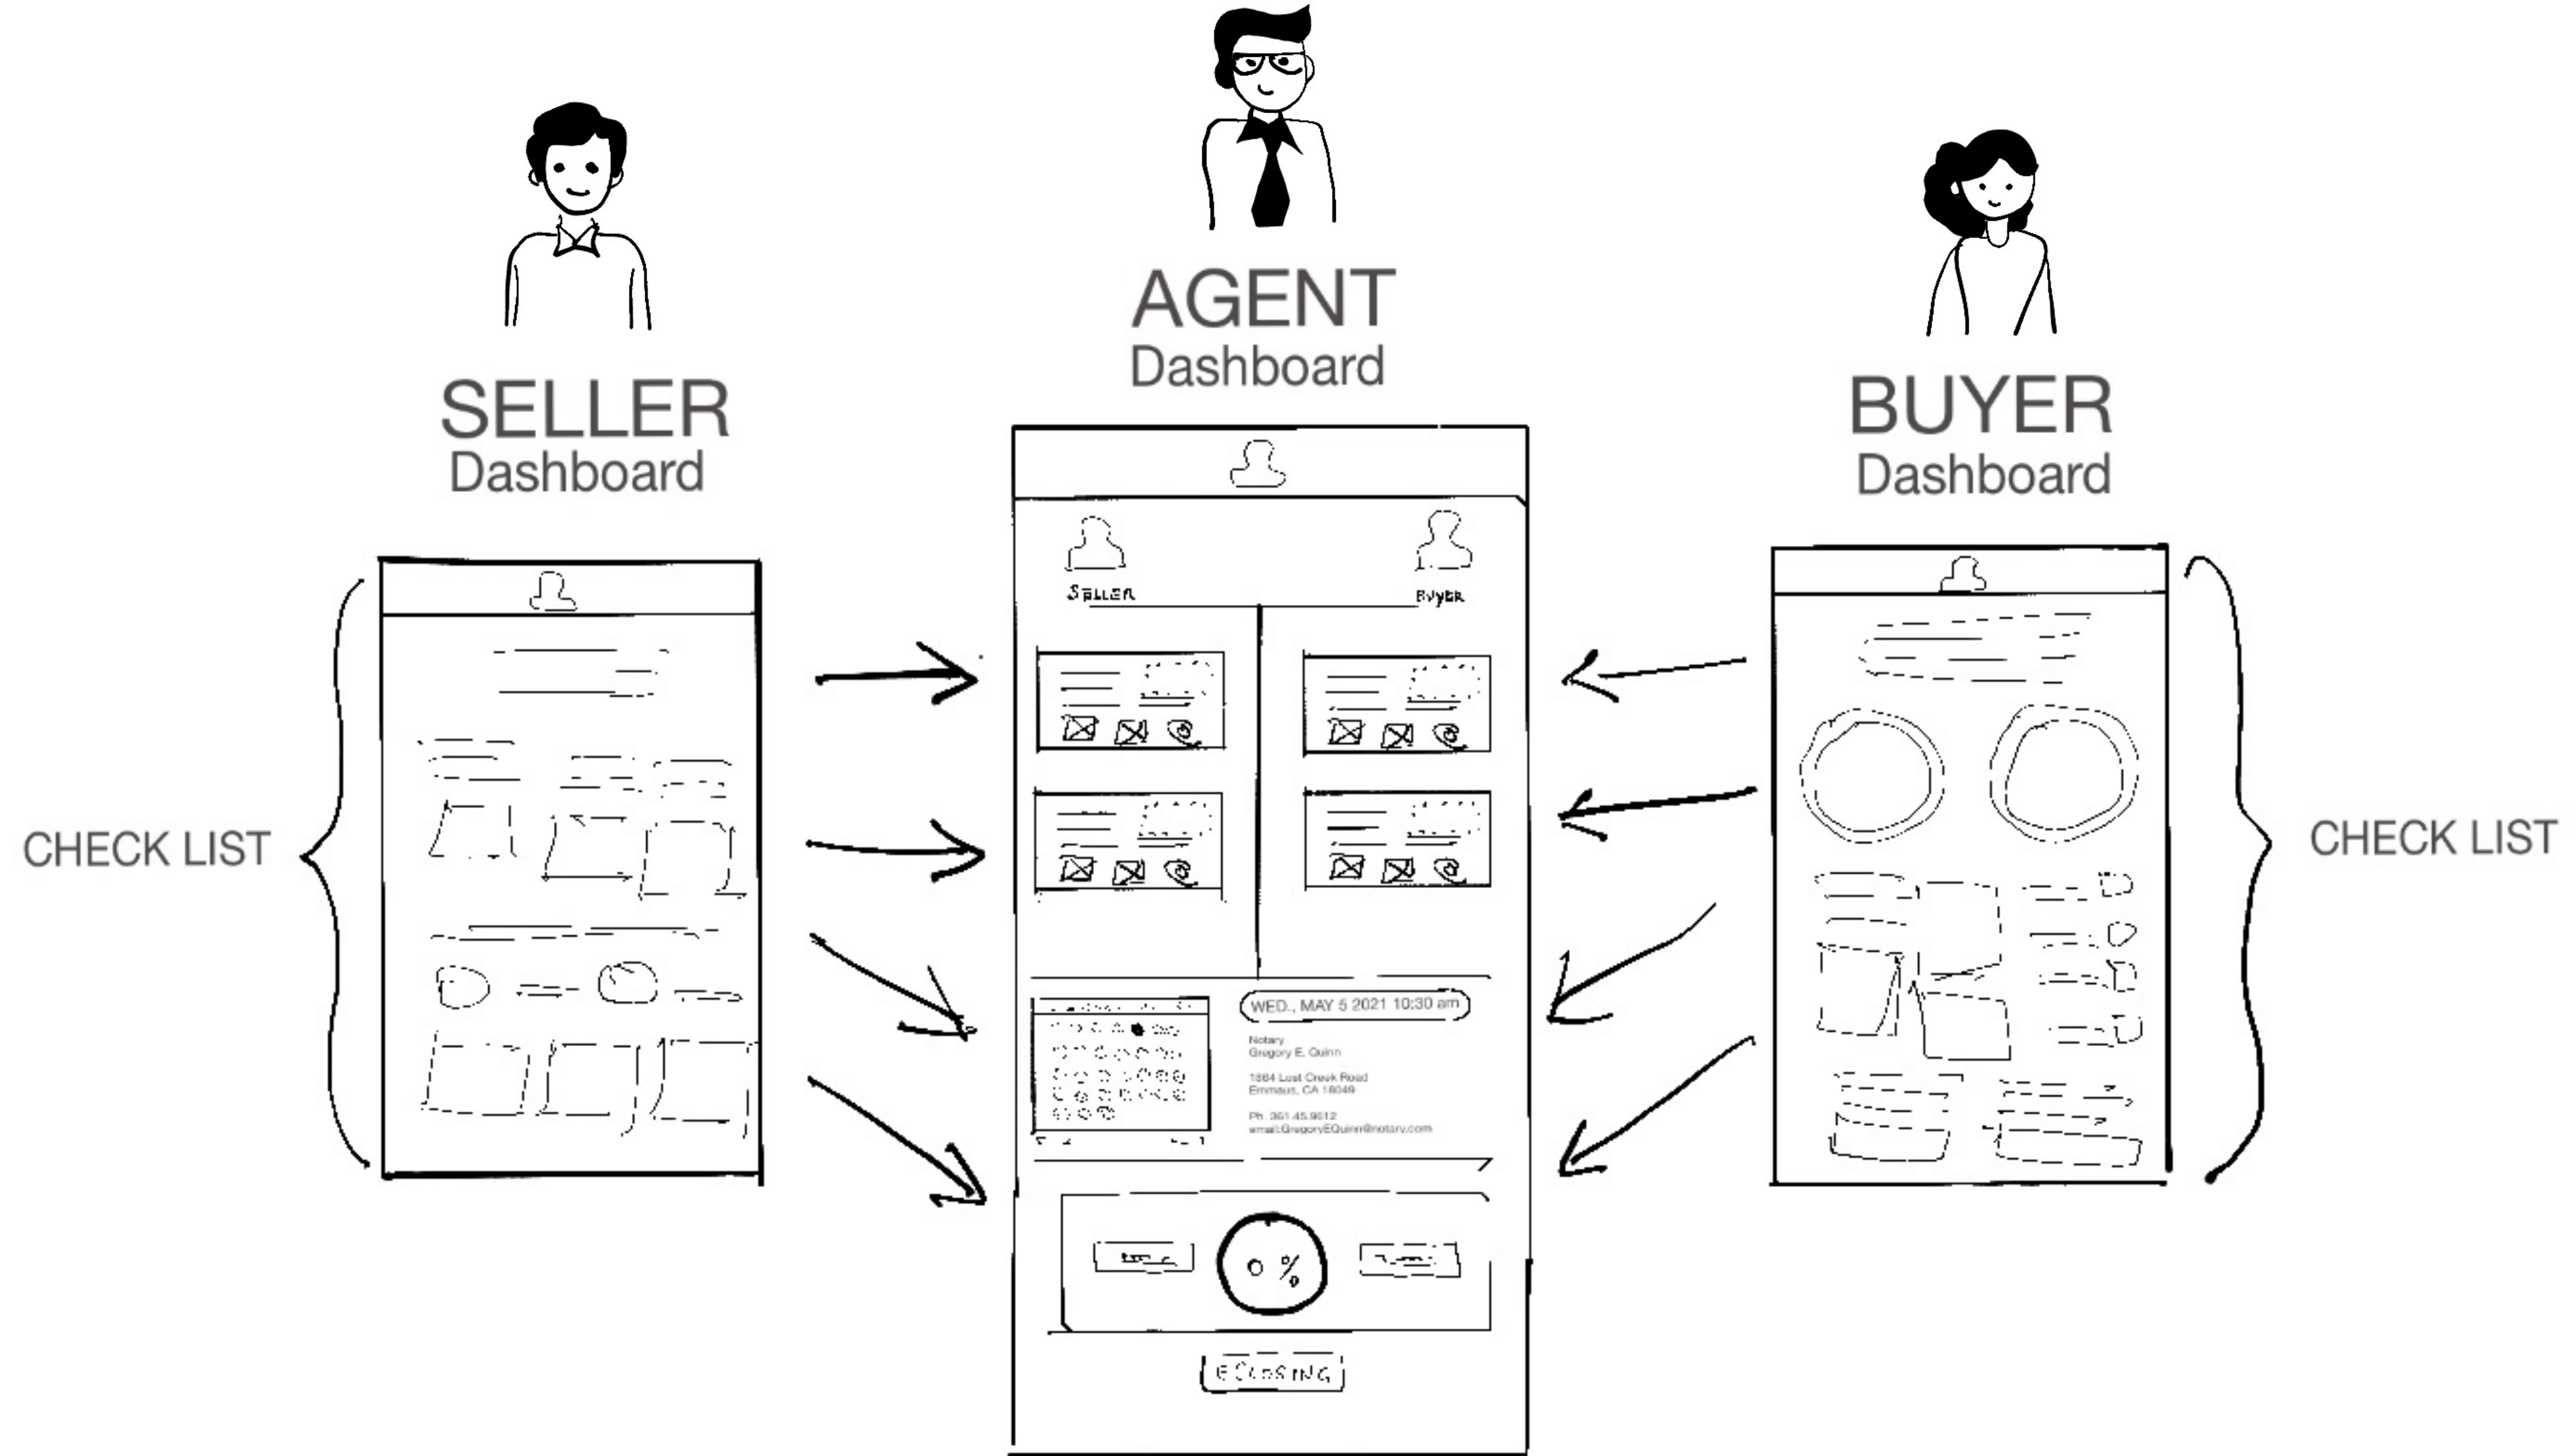 AGENT
Dashboard
SELLER
Dashboard
BUYER
Dashboard
SELLER
BUYER
CHECK LIST
CHECK LIST
WED., MAY 5 2021 10:30 am
Notary
Gregory E. Quinn
1864 Lost Creek Road
Emmaus, CA 18049
Ph. 361.45.9612
email:GregoryEQuinn@notary.com
0 %
ECLOSING